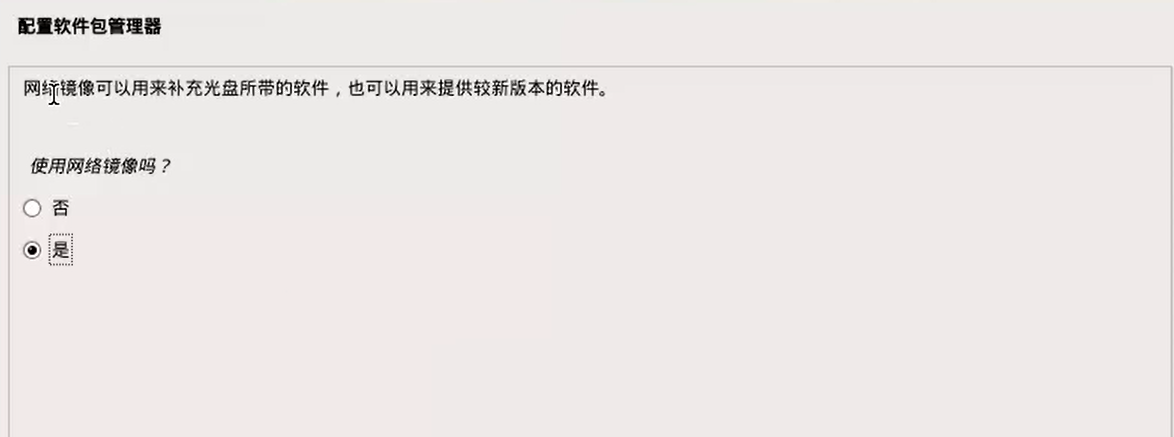 配置软件包管理器
网络镜像可以用来补充光盘所带的软件，也可以用来提供较新版本的软件。
使用网络镜像吗？
否
是